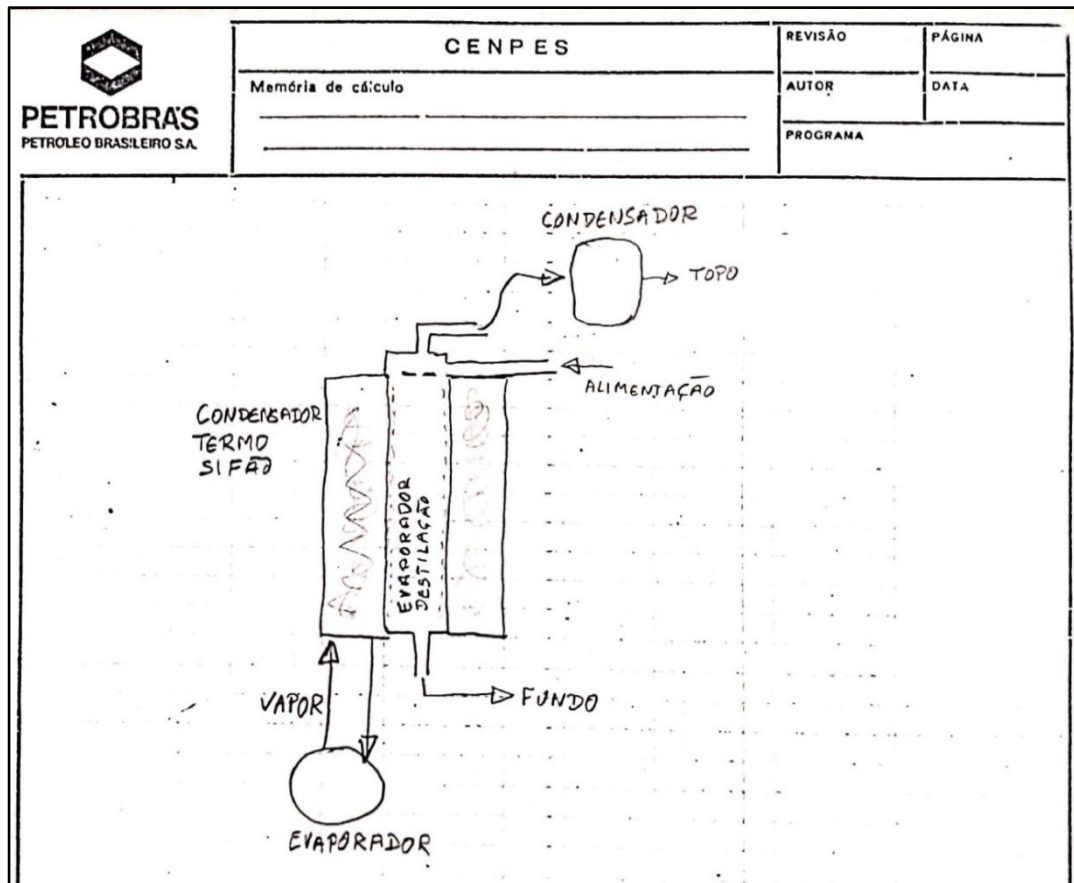 PETROBRÁS
PETRÓLEO BRASILEIRO S.A.
CENPES
Memória de cálculo
REVISÃO
PÁGINA
AUTOR
DATA
PROGRAMA
CONDENSADOR
TOPO
ALIMENTAÇÃO
CONDENSADOR
TERMO
SIFÃO
EVAPORADOR
DESTILAÇÃO
VAPOR
FUNDO
EVAPORADOR